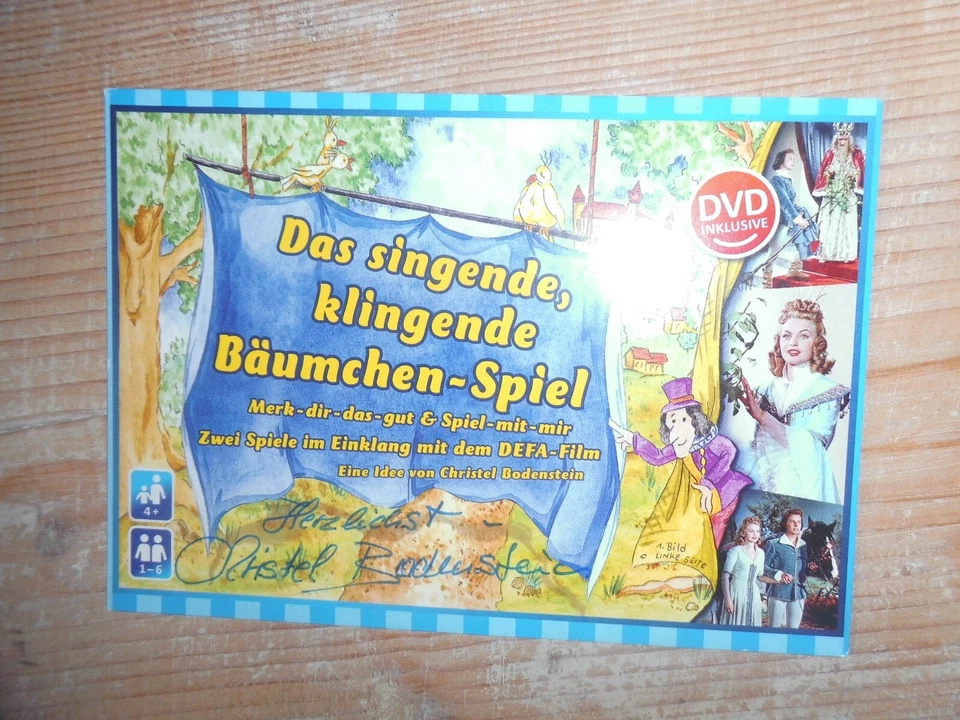 DVD
INKLUSIVE
Das singende,
klingende
Bäumchen-Spiel
Merk-dir-das-gut & Spiel-mit-mir
Zwei Spiele im Einklang mit dem DEFA-Film
Eine Idee von Christel Bodenstein
4+
1-6
Herzlichst -
Christel Bodenstein
1. Bild
LINKE SEITE